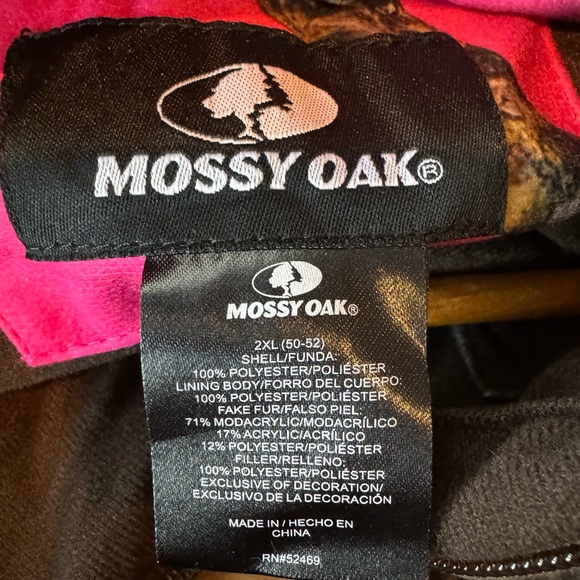 MOSSY OAK®
MOSSY OAK®
2XL (50-52)
SHELL/FUNDA:
100% POLYESTER/POLIÉSTER
LINING BODY/FORRO DEL CUERPO:
100% POLYESTER/POLIÉSTER
FAKE FUR/FALSO PIEL:
71% MODACRYLIC/MODACRÍLICO
17% ACRYLIC/ACRÍLICO
12% POLYESTER/POLIÉSTER
FILLER/RELLENO:
100% POLYESTER/POLIÉSTER
EXCLUSIVE OF DECORATION/
EXCLUSIVO DE LA DECORACIÓN
MADE IN / HECHO EN
CHINA
RN#52469